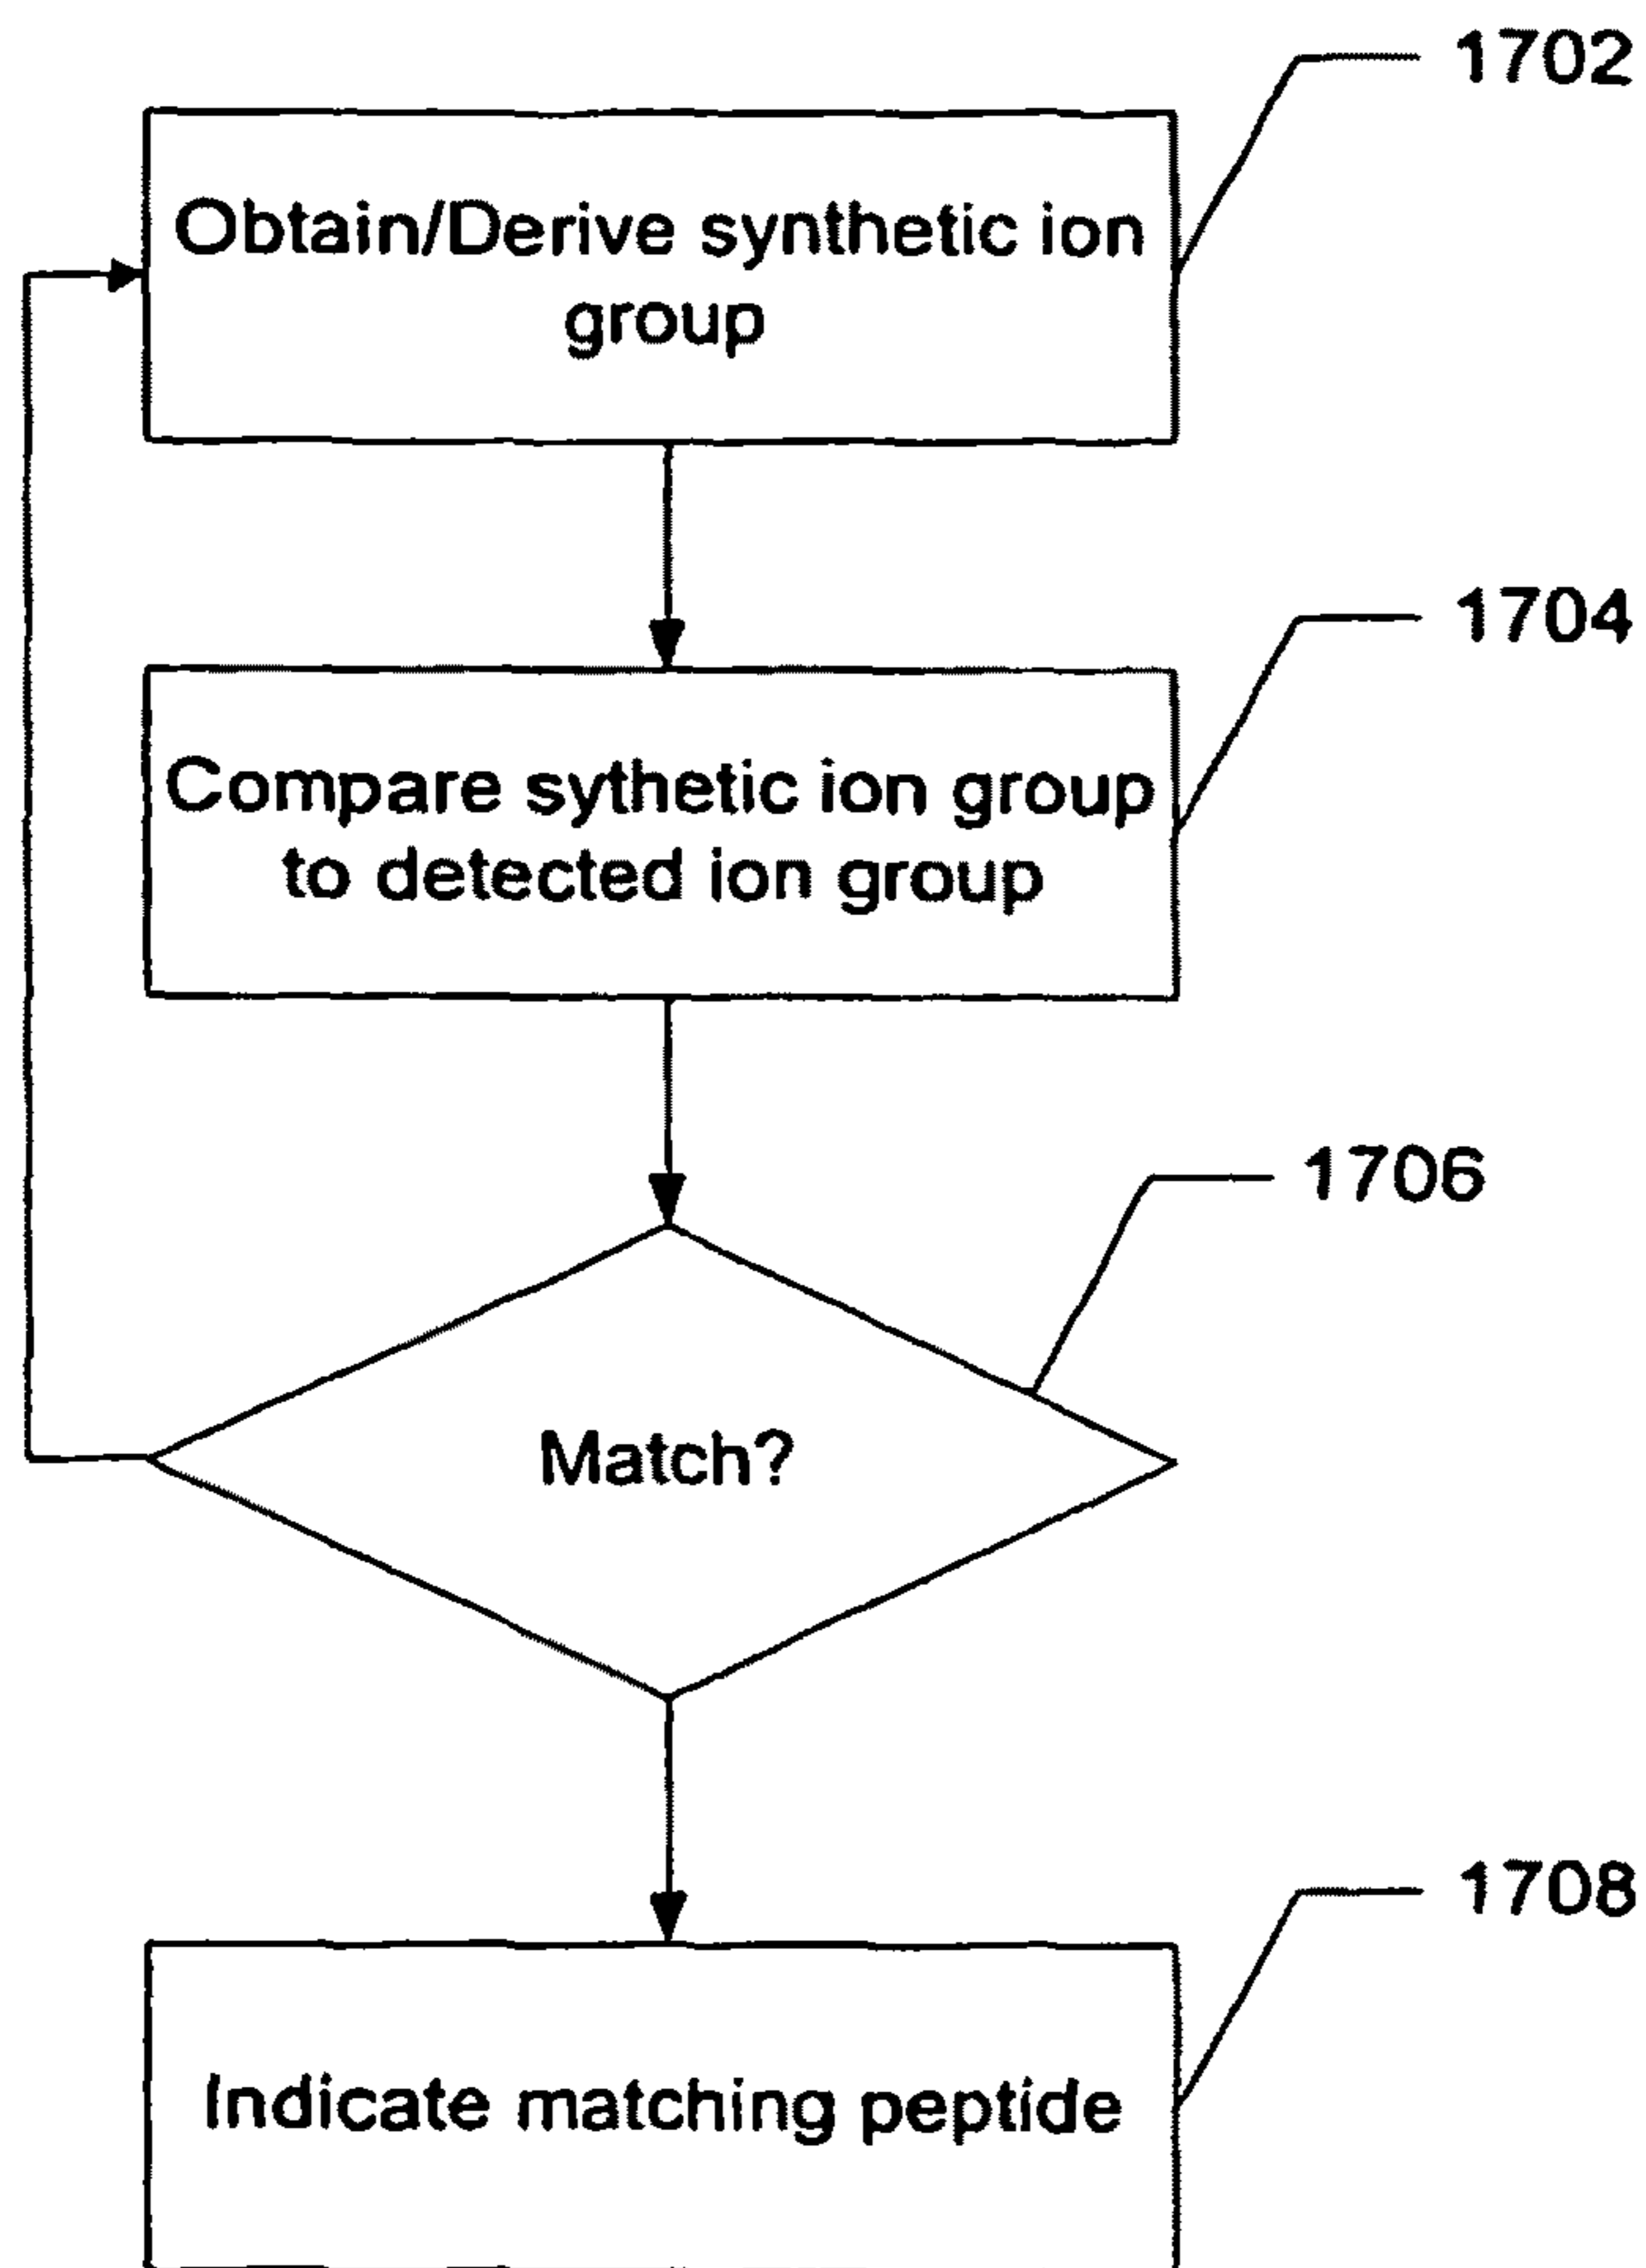 1702
Obtain/Derive synthetic ion
group
1704
Compare sythetic ion group
to detected ion group
1706
Match?
1708
Indicate matching peptide